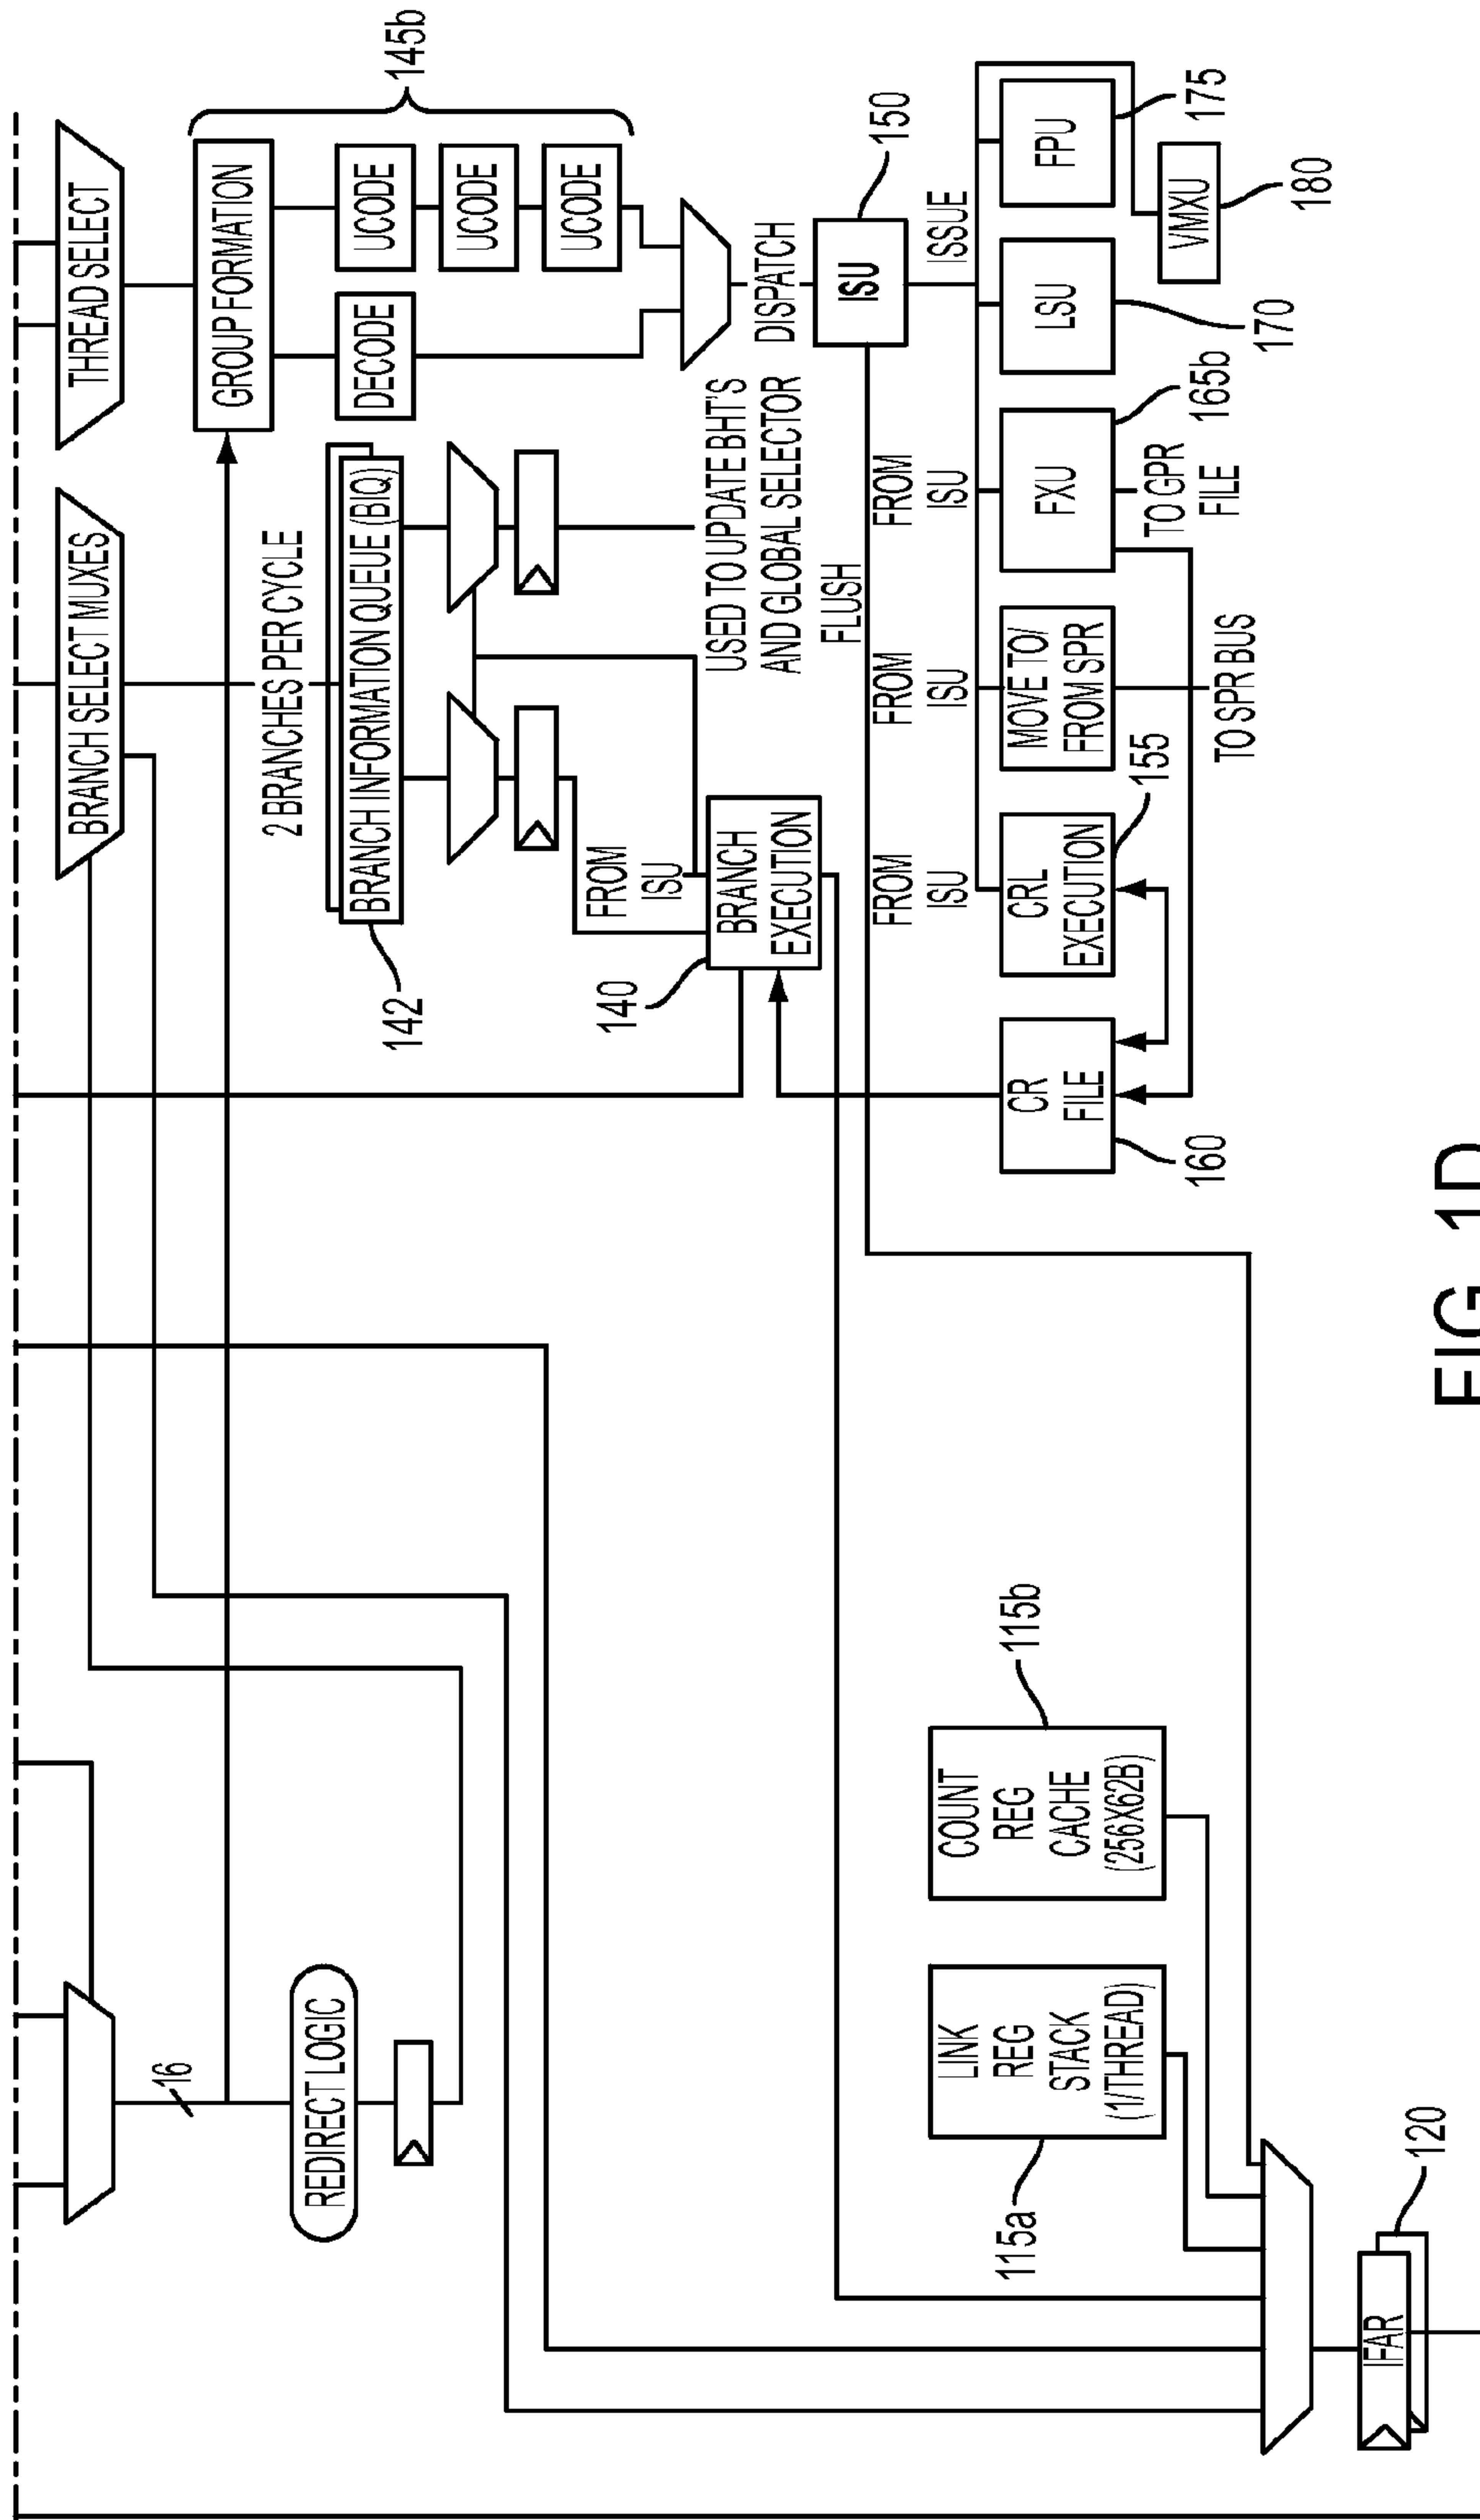 THREAD SELECT
GROUP FORMATION
UCODE
UCODE
UCODE
DECODE
145b
DISPATCH
ISU
150
ISSUE
FPU
175
VMXU
180
LSU
170
FXU
165b
FROM
ISU
TO GPR
FILE
BRANCH SELECT MUXES
2 BRANCHES PER CYCLE
BRANCH INFORMATION QUEUE (BIQ)
142
USED TO UPDATE BHT'S
AND GLOBAL SELECTOR
FLUSH
FROM
ISU
BRANCH
EXECUTION
140
FROM
ISU
MOVE TO/
FROM SPR
TO SPR BUS
FROM
ISU
CRL
EXECUTION
155
CR
FILE
160
16
REDIRECT LOGIC
COUNT
REG
CACHE
(256X62B)
115b
LINK
REG
STACK
(1/THREAD)
115a
IFAR
120
FIG. 1D